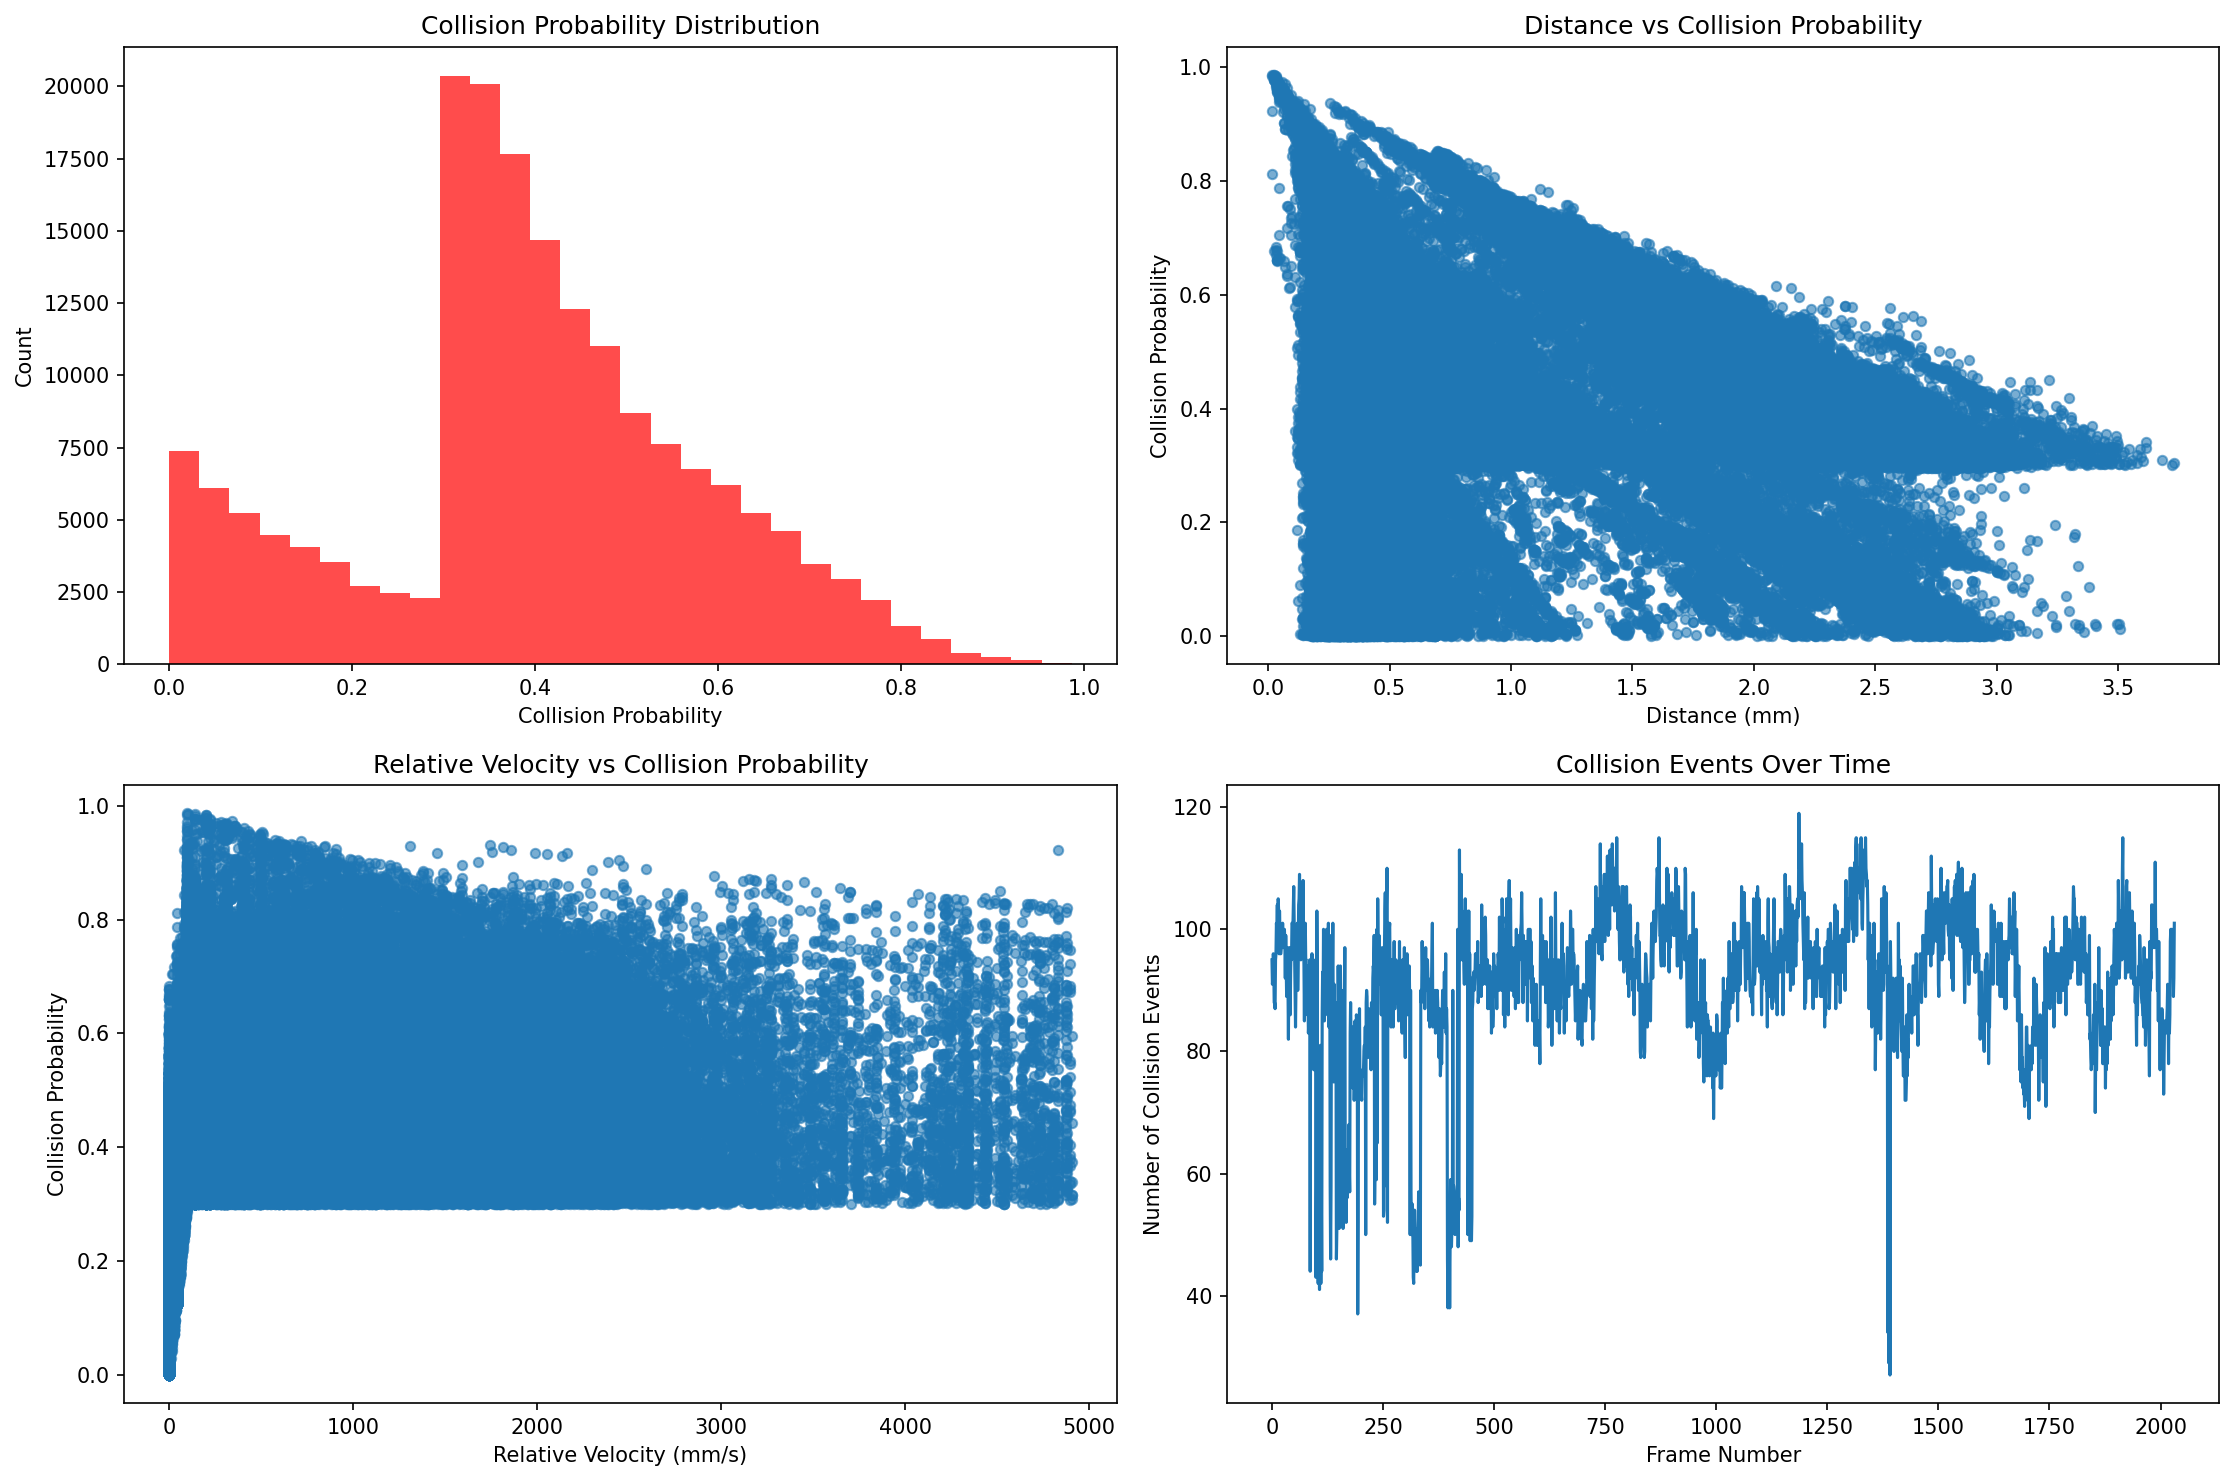 Collision Probability Distribution
20000
17500
15000
12500
10000
7500
5000
2500
0
Count
0.0 0.2 0.4 0.6 0.8 1.0
Collision Probability
Distance vs Collision Probability
1.0
0.8
0.6
0.4
0.2
0.0
Collision Probability
0.0 0.5 1.0 1.5 2.0 2.5 3.0 3.5
Distance (mm)
Relative Velocity vs Collision Probability
1.0
0.8
0.6
0.4
0.2
0.0
Collision Probability
0 1000 2000 3000 4000 5000
Relative Velocity (mm/s)
Collision Events Over Time
120
100
80
60
40
Number of Collision Events
0 250 500 750 1000 1250 1500 1750 2000
Frame Number